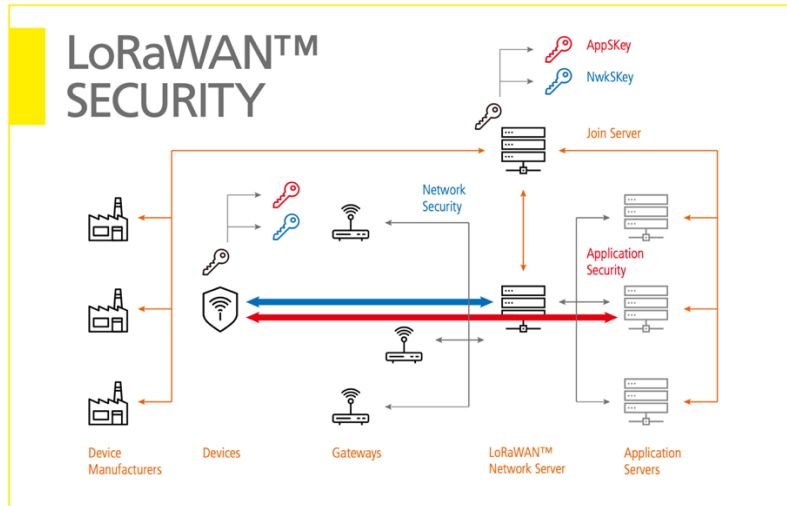 LoRaWAN™
SECURITY
AppSKey
NwkSKey
Join Server
Network
Security
Application
Security
Device
Manufacturers
Devices
Gateways
LoRaWAN™
Network Server
Application
Servers